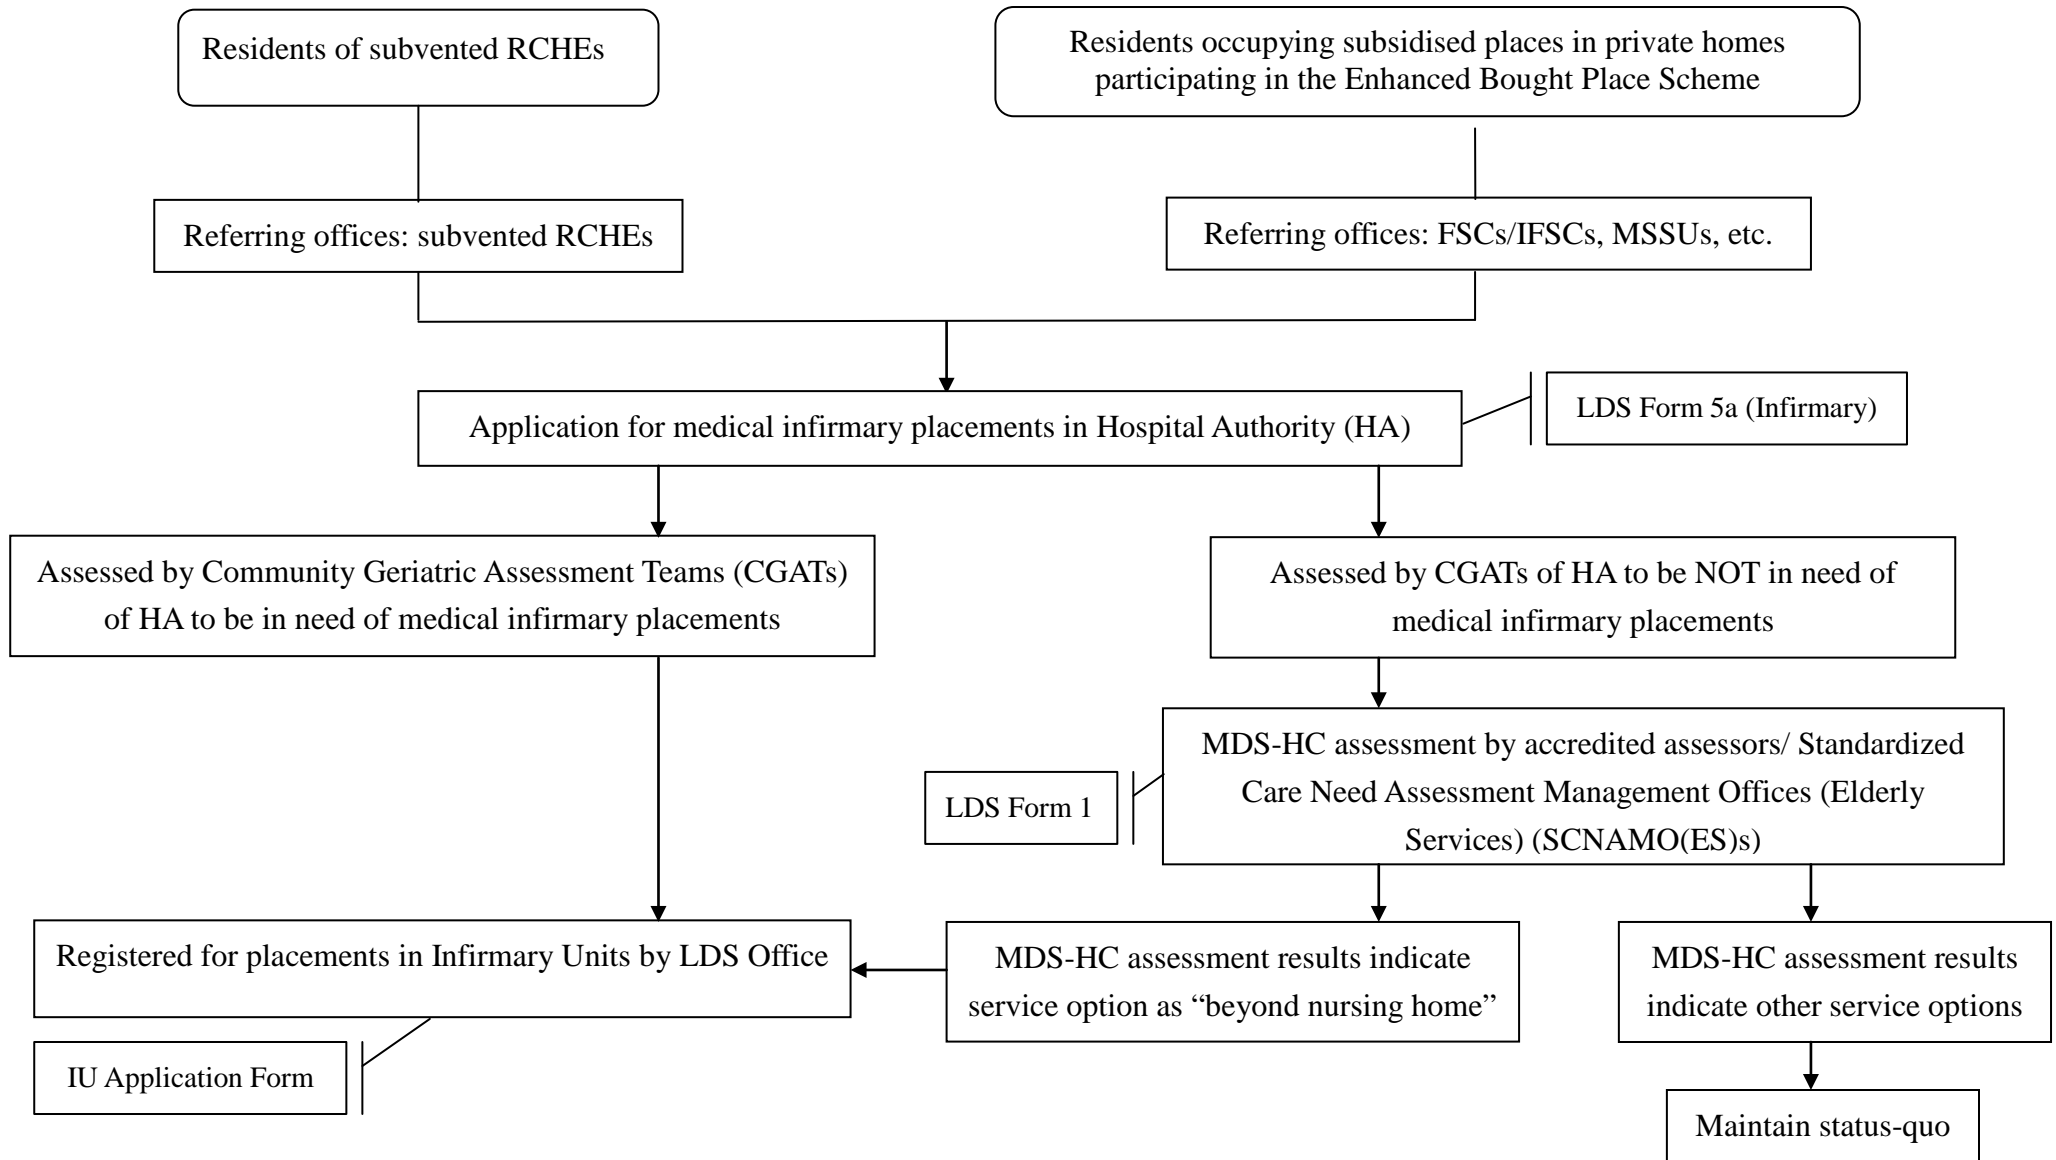 Residents of subvented RCHEs
Residents occupying subsidised places in private homes
participating in the Enhanced Bought Place Scheme
Referring offices: subvented RCHEs
Referring offices: FSCs/IFSCs, MSSUs, etc.
Application for medical infirmary placements in Hospital Authority (HA)
LDS Form 5a (Infirmary)
Assessed by Community Geriatric Assessment Teams (CGATs)
of HA to be in need of medical infirmary placements
Assessed by CGATs of HA to be NOT in need of
medical infirmary placements
MDS-HC assessment by accredited assessors/ Standardized
Care Need Assessment Management Offices (Elderly
Services) (SCNAMO(ES)s)
LDS Form 1
Registered for placements in Infirmary Units by LDS Office
MDS-HC assessment results indicate
service option as “beyond nursing home”
MDS-HC assessment results
indicate other service options
IU Application Form
Maintain status-quo